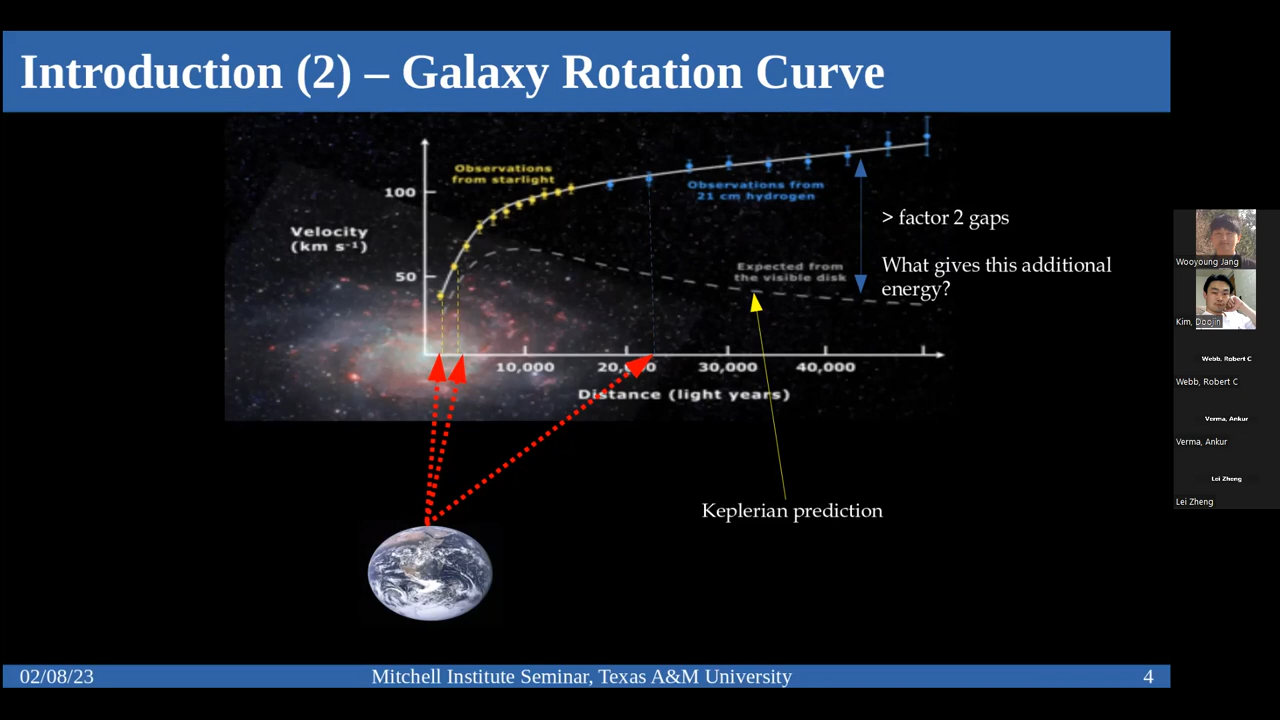 Introduction (2) – Galaxy Rotation Curve
Observations
from starlight
100
Observations from
21 cm hydrogen
> factor 2 gaps
Velocity
(km s⁻¹)
50
Expected from
the visible disk
What gives this additional
energy?
10,000
20,000
30,000
40,000
Distance (light years)
Keplerian prediction
02/08/23
Mitchell Institute Seminar, Texas A&M University
4
Wooyoung Jang
Kim, Doojin
Webb, Robert C
Webb, Robert C
Verma, Ankur
Verma, Ankur
Lei Zheng
Lei Zheng